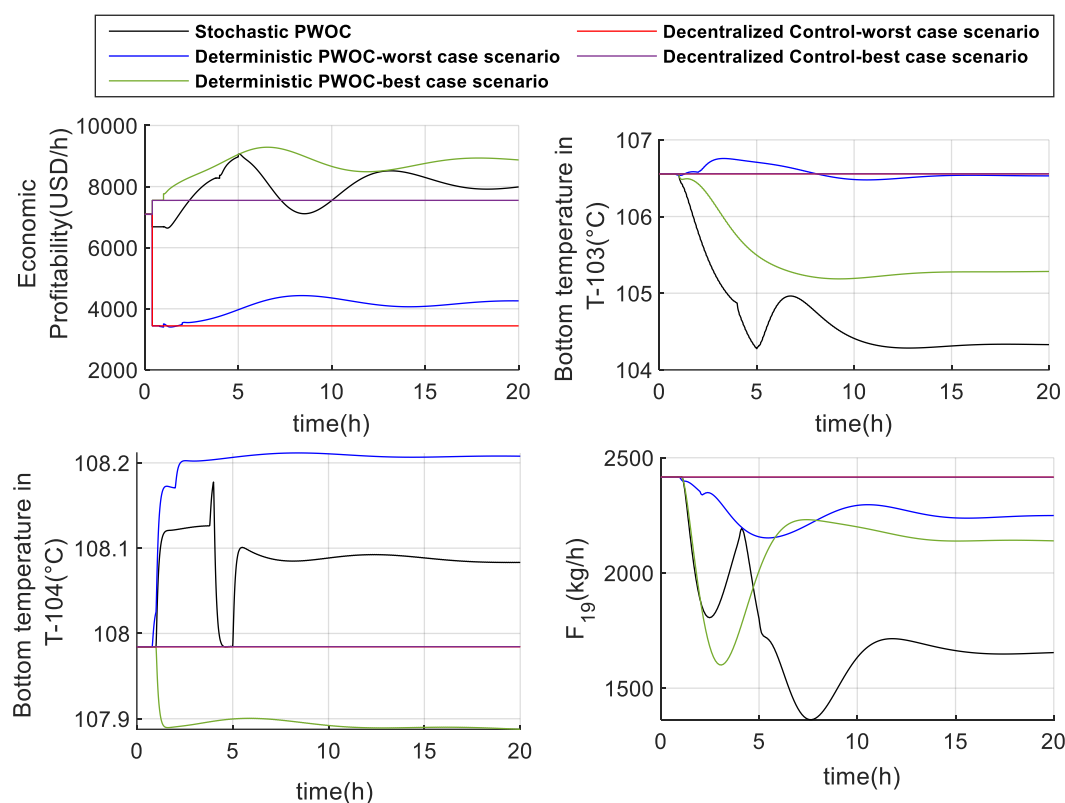 Stochastic PWOC
Deterministic PWOC-worst case scenario
Deterministic PWOC-best case scenario
Decentralized Control-worst case scenario
Decentralized Control-best case scenario
Economic
Profitability(USD/h)
10000
8000
6000
4000
2000
0
5
10
15
20
time(h)
Bottom temperature in
T-103(°C)
107
106
105
104
0
5
10
15
20
time(h)
Bottom temperature in
T-104(°C)
108.2
108.1
108
107.9
0
5
10
15
20
time(h)
F19(kg/h)
2500
2000
1500
0
5
10
15
20
time(h)